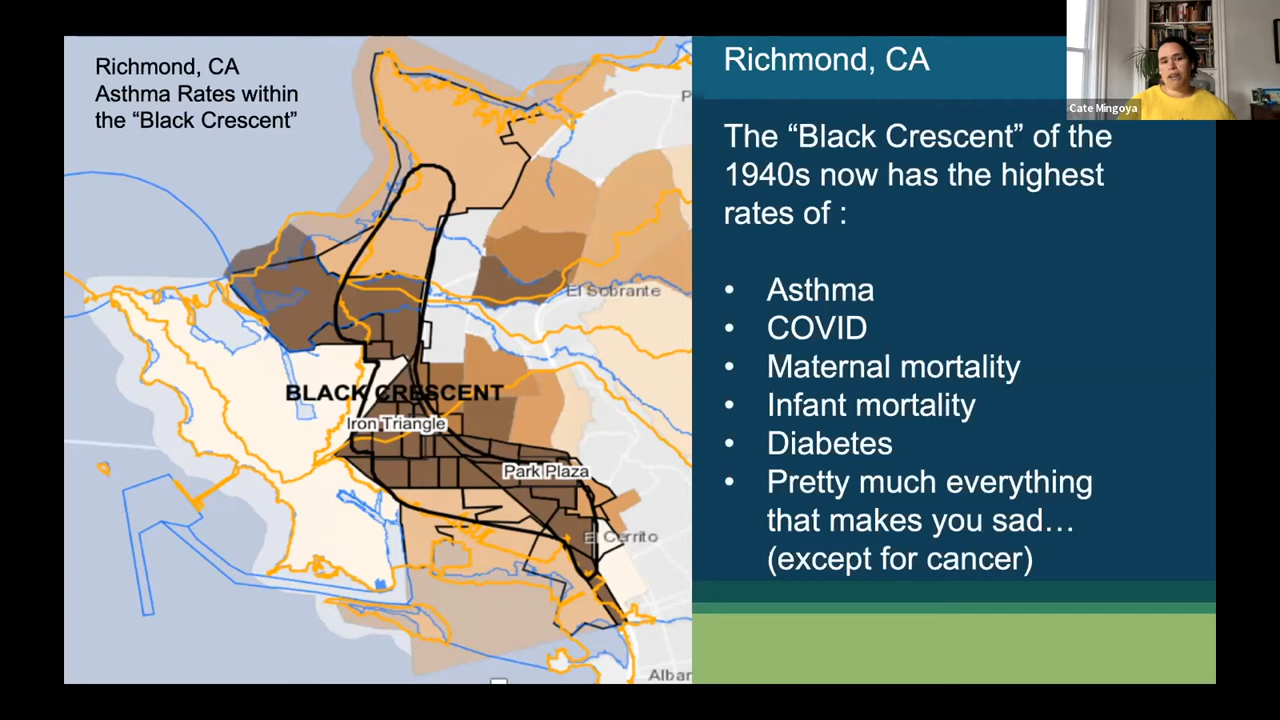 Richmond, CA
Asthma Rates within
the “Black Crescent”
P
El Sobrante
BLACK CRESCENT
Iron Triangle
Park Plaza
El Cerrito
Albar
Richmond, CA
The “Black Crescent” of the
1940s now has the highest
rates of :
• Asthma
• COVID
• Maternal mortality
• Infant mortality
• Diabetes
• Pretty much everything
that makes you sad…
(except for cancer)
Cate Mingoya